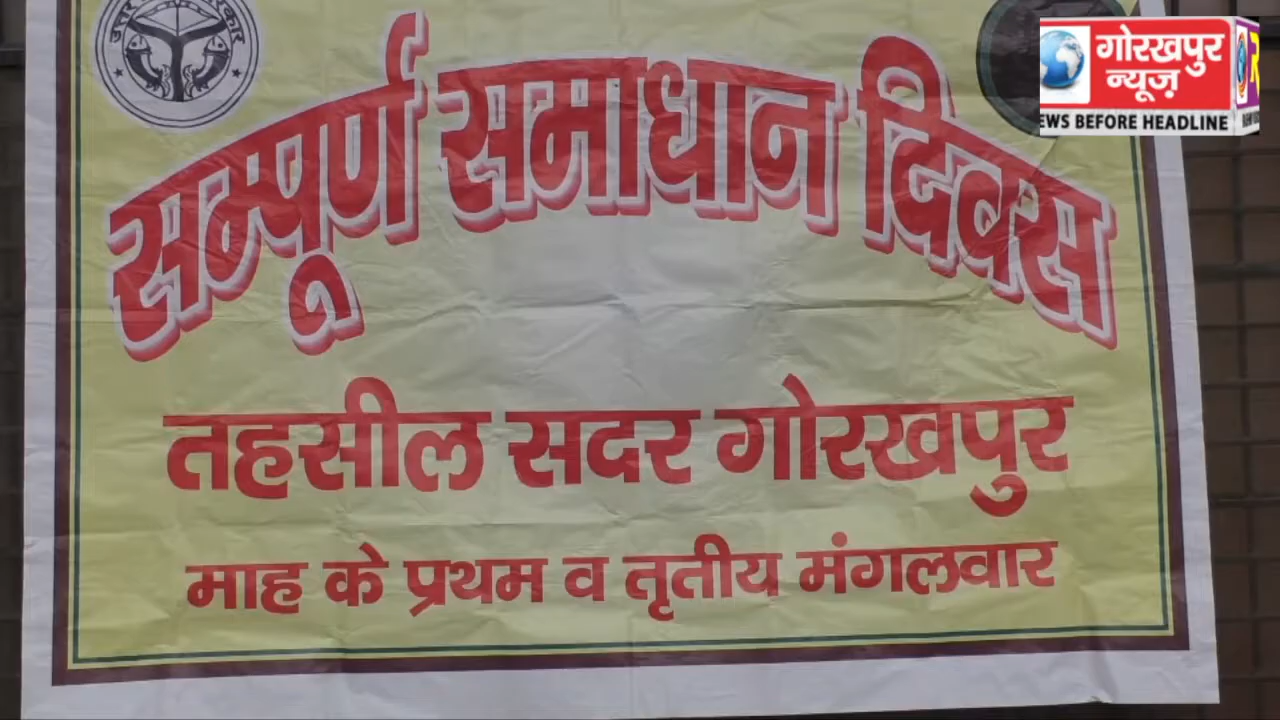 सम्पूर्ण समाधान दिवस
तहसील सदर गोरखपुर
माह के प्रथम व तृतीय मंगलवार
गोरखपुर
न्यूज़
EWS BEFORE HEADLINE